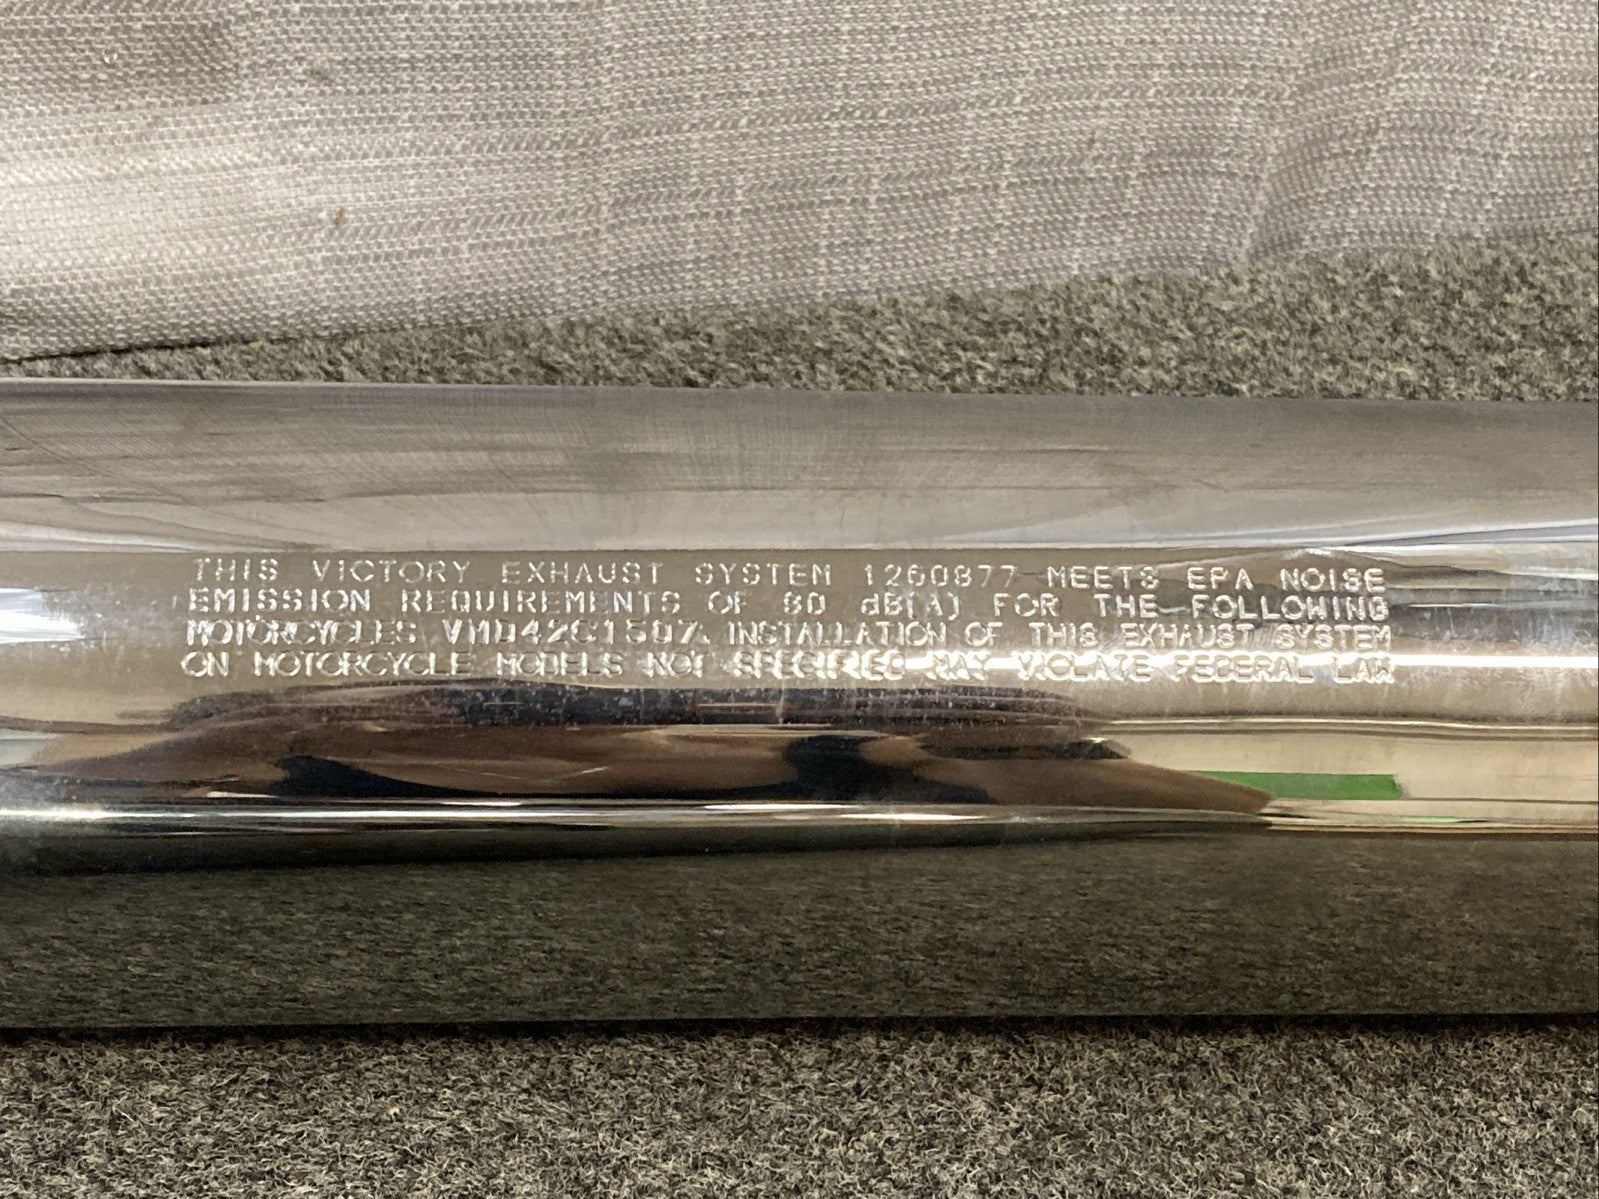 THIS VICTORY EXHAUST SYSTEM 1260877 MEETS EPA NOISE
EMISSION REQUIREMENTS OF 80 dB(A) FOR THE FOLLOWING
MOTORCYCLES INSTALLATION OF THIS EXHAUST SYSTEM
ON MOTORCYCLE MODELS NOT SPECIFIED MAY VIOLATE FEDERAL LAW